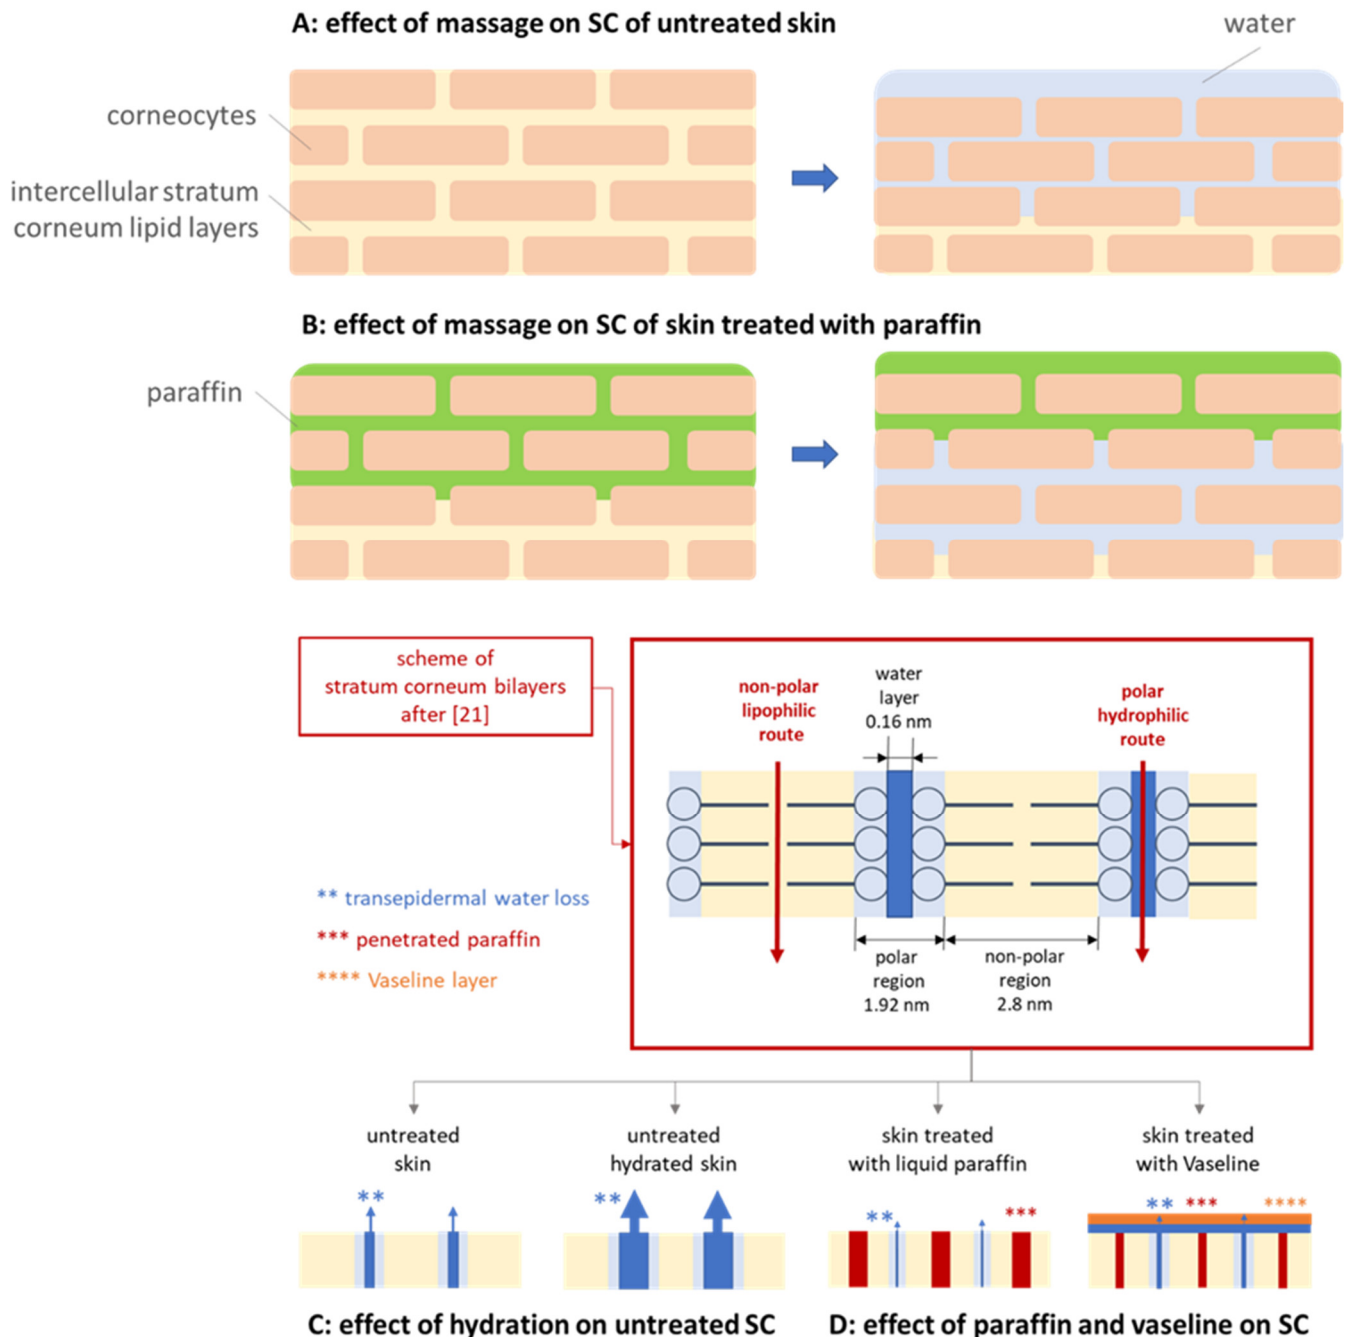 A: effect of massage on SC of untreated skin
water
corneocytes
intercellular stratum
corneum lipid layers
B: effect of massage on SC of skin treated with paraffin
paraffin
scheme of
stratum corneum bilayers
after [21]
non-polar
lipophilic
route
water
layer
0.16 nm
polar
hydrophilic
route
** transepidermal water loss
*** penetrated paraffin
**** Vaseline layer
polar
region
1.92 nm
non-polar
region
2.8 nm
untreated
skin
untreated
hydrated skin
skin treated
with liquid paraffin
skin treated
with Vaseline
**
**
**
***
**
***
****
C: effect of hydration on untreated SC
D: effect of paraffin and vaseline on SC